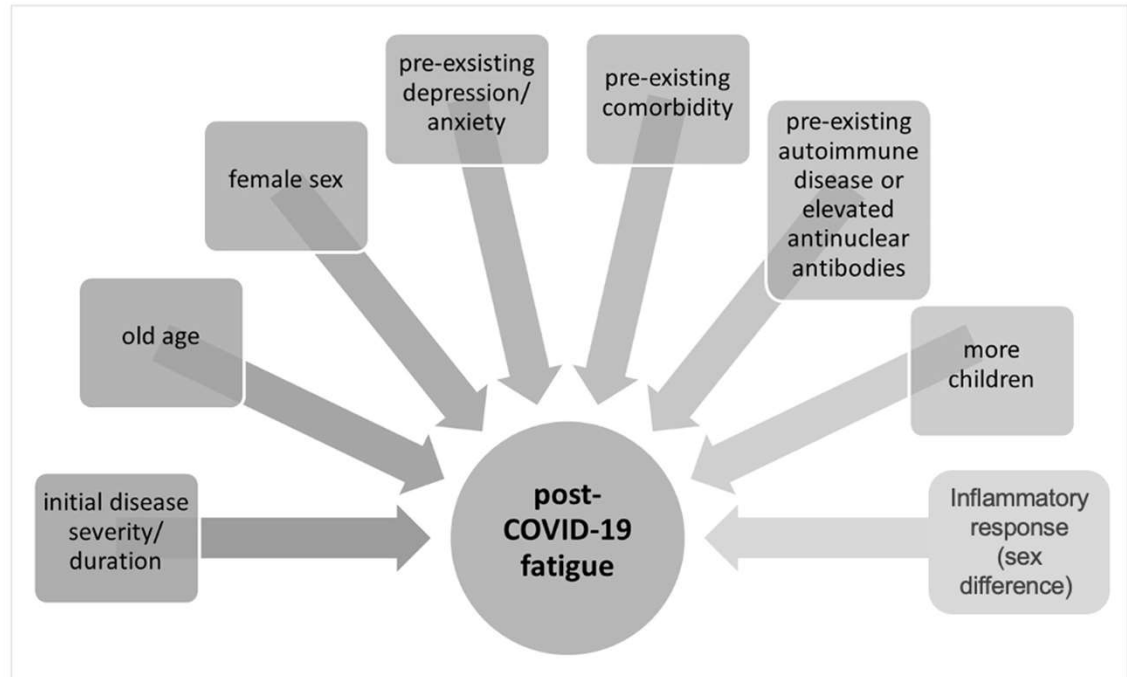 initial disease
severity/
duration
old age
female sex
pre-exsisting
depression/
anxiety
pre-existing
comorbidity
pre-existing
autoimmune
disease or
elevated
antinuclear
antibodies
more
children
Inflammatory
response
(sex
difference)
post-
COVID-19
fatigue